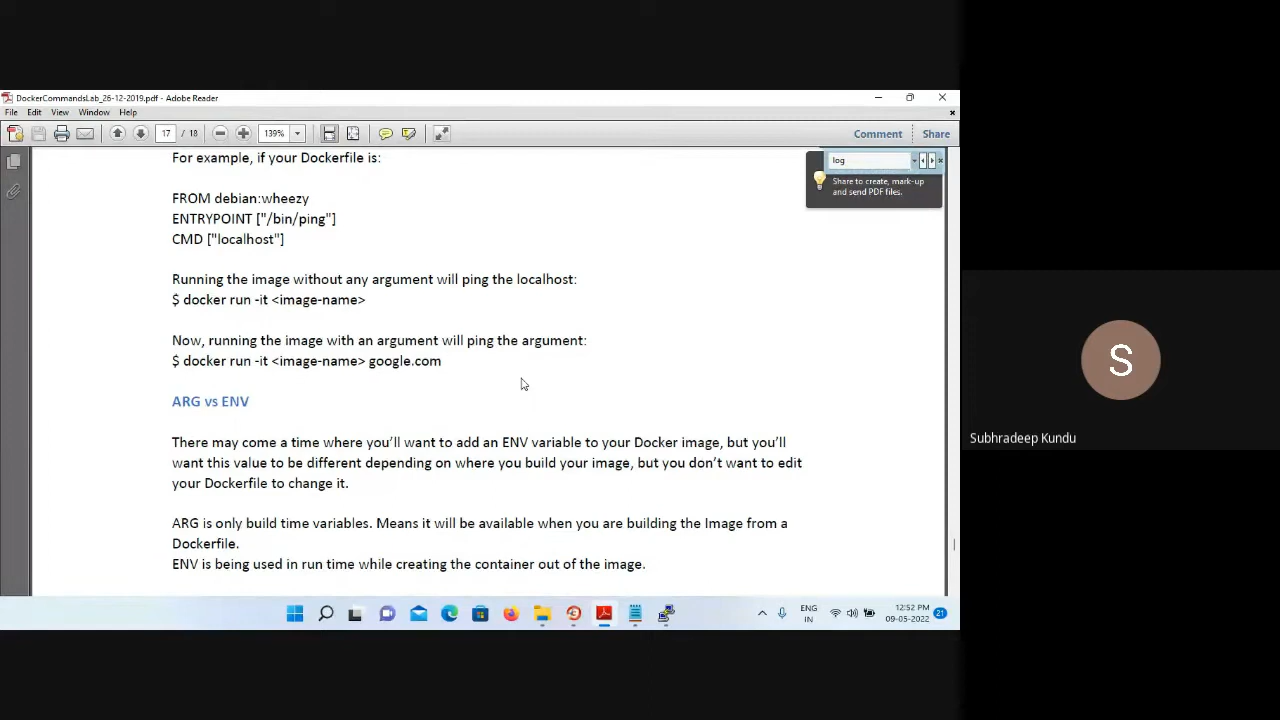 DockerCommandsLab_26-12-2019.pdf - Adobe Reader
File Edit View Window Help
17 / 18 139% Comment Share
log
Share to create, mark-up
and send PDF files.
For example, if your Dockerfile is:
FROM debian:wheezy
ENTRYPOINT ["/bin/ping"]
CMD ["localhost"]
Running the image without any argument will ping the localhost:
$ docker run -it <image-name>
Now, running the image with an argument will ping the argument:
$ docker run -it <image-name> google.com
ARG vs ENV
There may come a time where you’ll want to add an ENV variable to your Docker image, but you’ll
want this value to be different depending on where you build your image, but you don’t want to edit
your Dockerfile to change it.
ARG is only build time variables. Means it will be available when you are building the Image from a
Dockerfile.
ENV is being used in run time while creating the container out of the image.
S
Subhradeep Kundu
ENG
IN
12:52 PM
09-05-2022
21